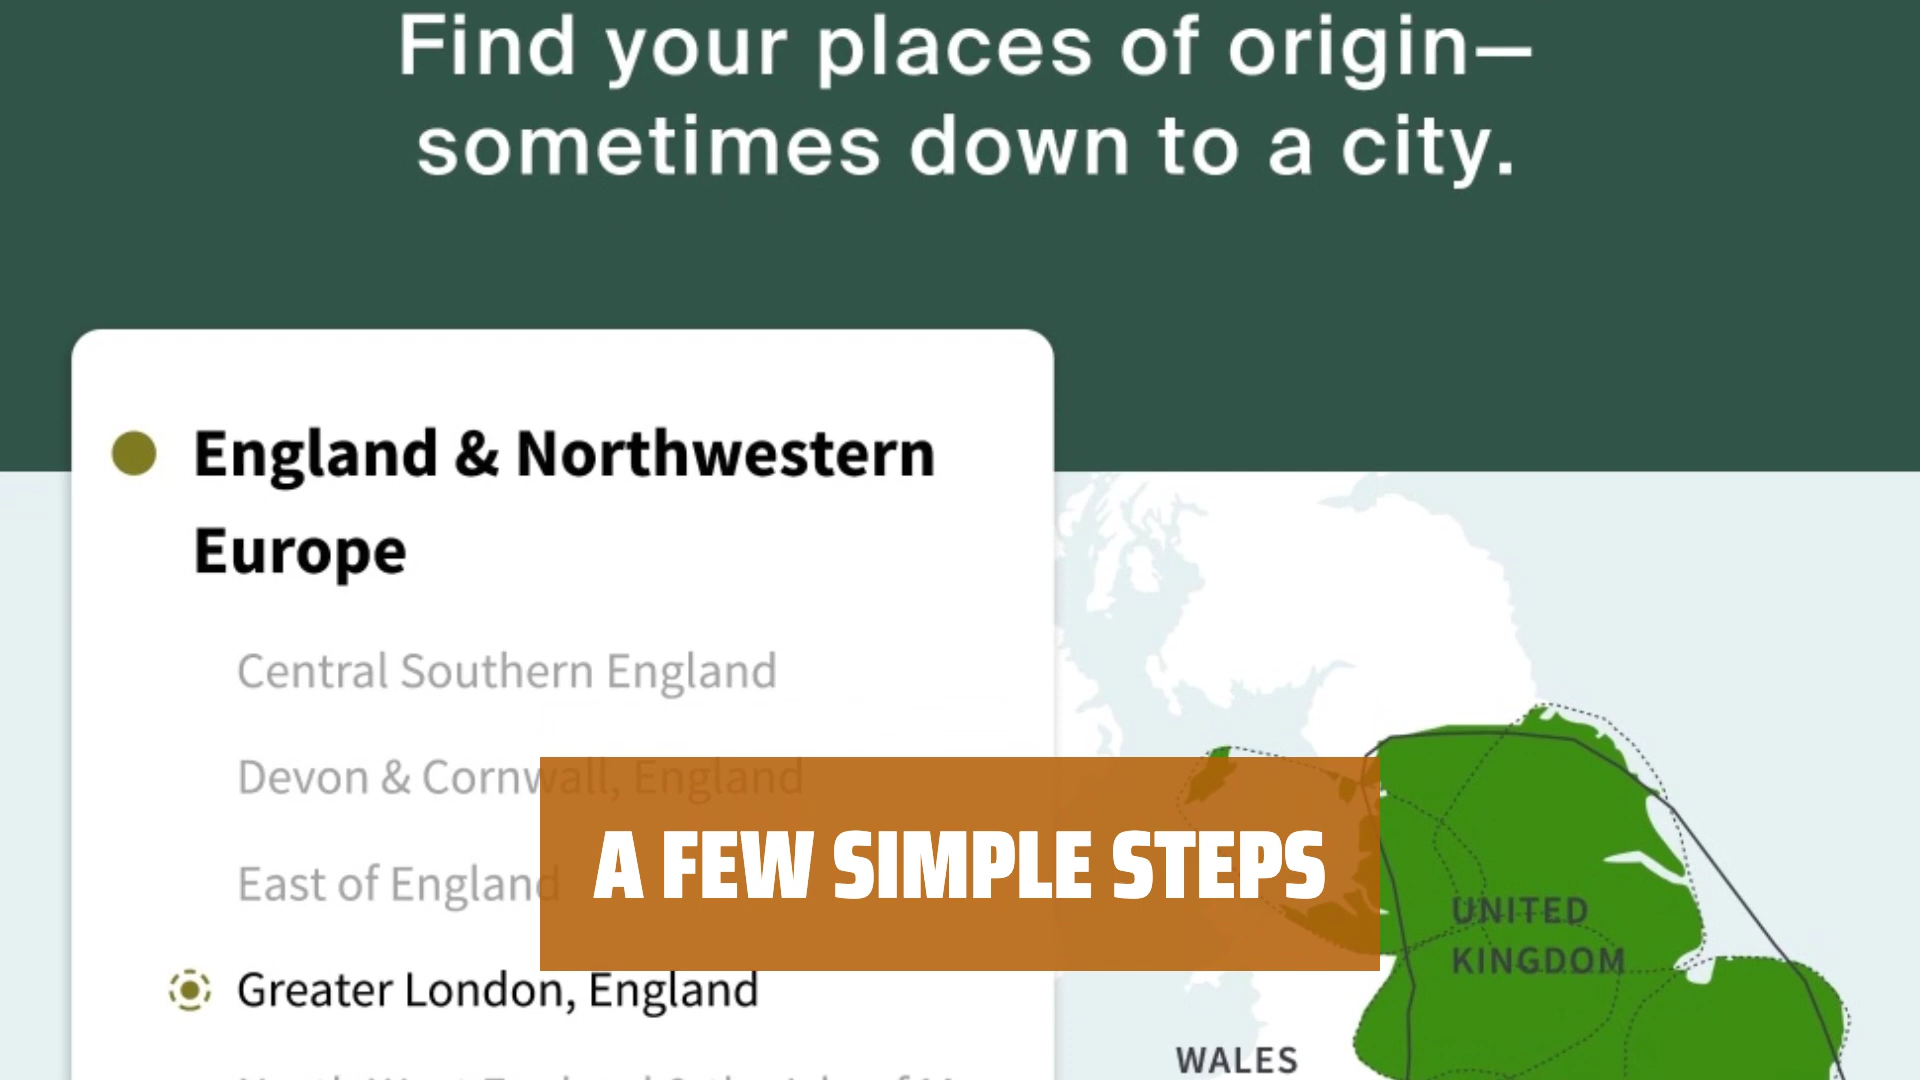 Find your places of origin—
sometimes down to a city.
England & Northwestern
Europe
Central Southern England
Devon & Cornwall, England
East of England
A FEW SIMPLE STEPS
UNITED
KINGDOM
Greater London, England
WALES